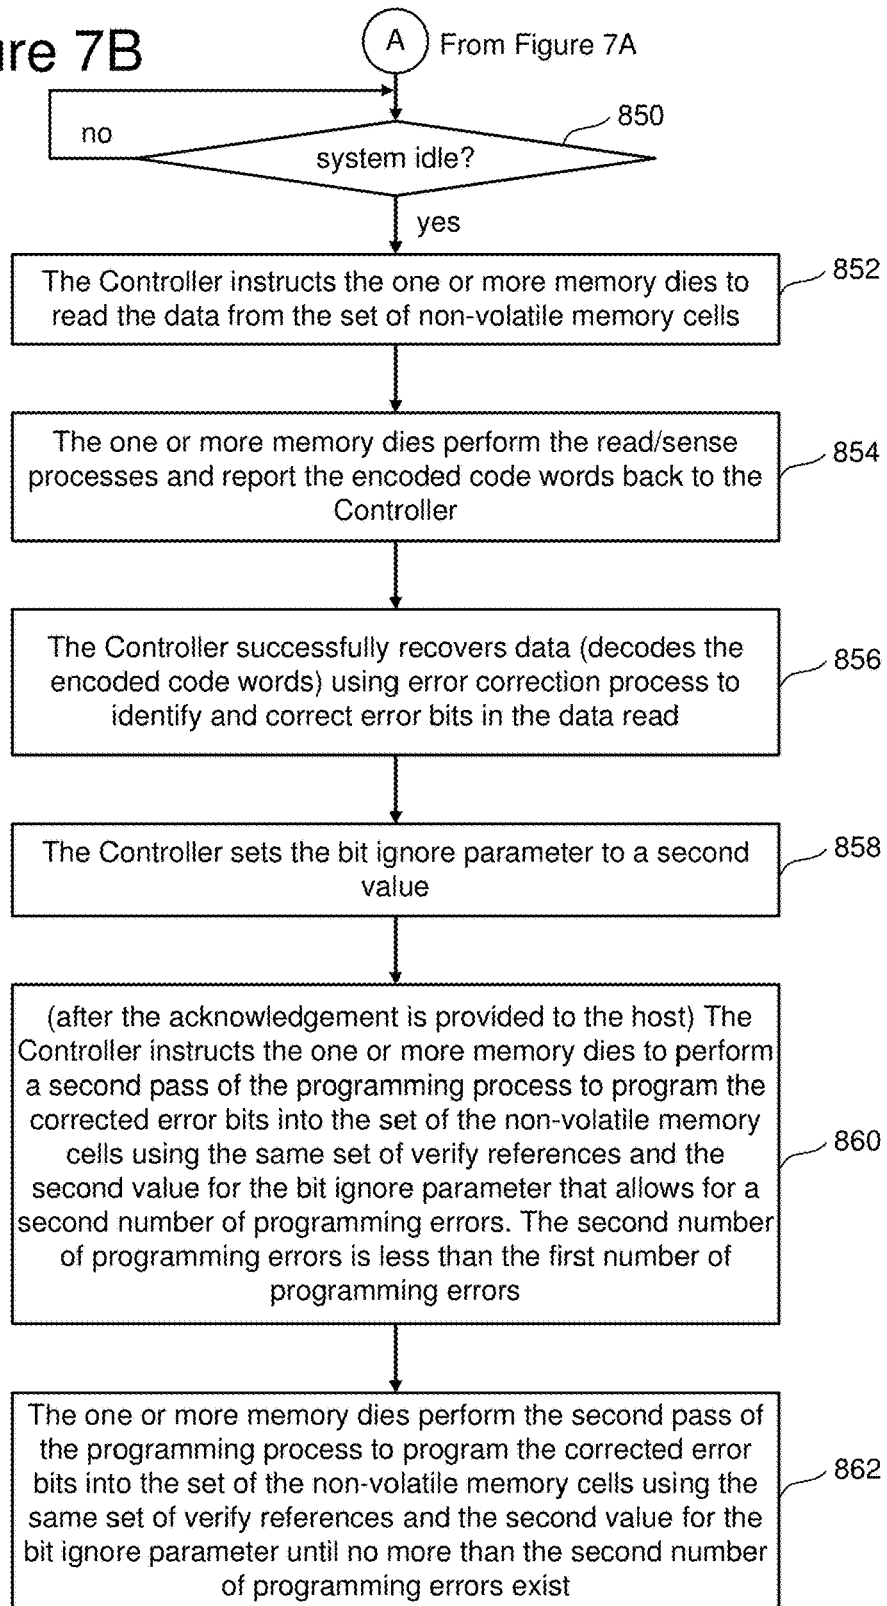 ure 7B
A
From Figure 7A
850
no
system idle?
yes
The Controller instructs the one or more memory dies to
read the data from the set of non-volatile memory cells
852
The one or more memory dies perform the read/sense
processes and report the encoded code words back to the
Controller
854
The Controller successfully recovers data (decodes the
encoded code words) using error correction process to
identify and correct error bits in the data read
856
The Controller sets the bit ignore parameter to a second
value
858
(after the acknowledgement is provided to the host) The
Controller instructs the one or more memory dies to perform
a second pass of the programming process to program the
corrected error bits into the set of the non-volatile memory
cells using the same set of verify references and the
second value for the bit ignore parameter that allows for a
second number of programming errors. The second number
of programming errors is less than the first number of
programming errors
860
The one or more memory dies perform the second pass of
the programming process to program the corrected error
bits into the set of the non-volatile memory cells using the
same set of verify references and the second value for the
bit ignore parameter until no more than the second number
of programming errors exist
862